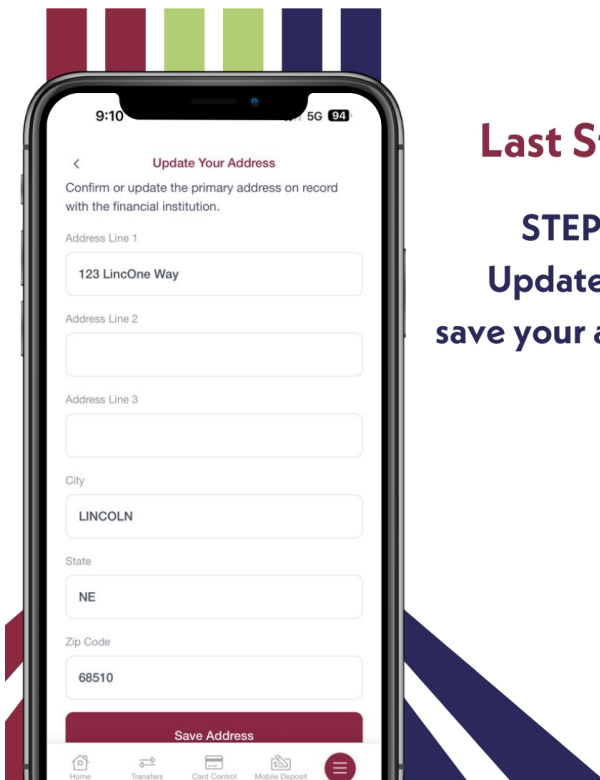 9:10
5G 94
Update Your Address
Confirm or update the primary address on record
with the financial institution.
Address Line 1
123 LincOne Way
Address Line 2
Address Line 3
City
LINCOLN
State
NE
Zip Code
68510
Save Address
Home Transfers Card Control Mobile Deposit
Last
STEP
Update
save your